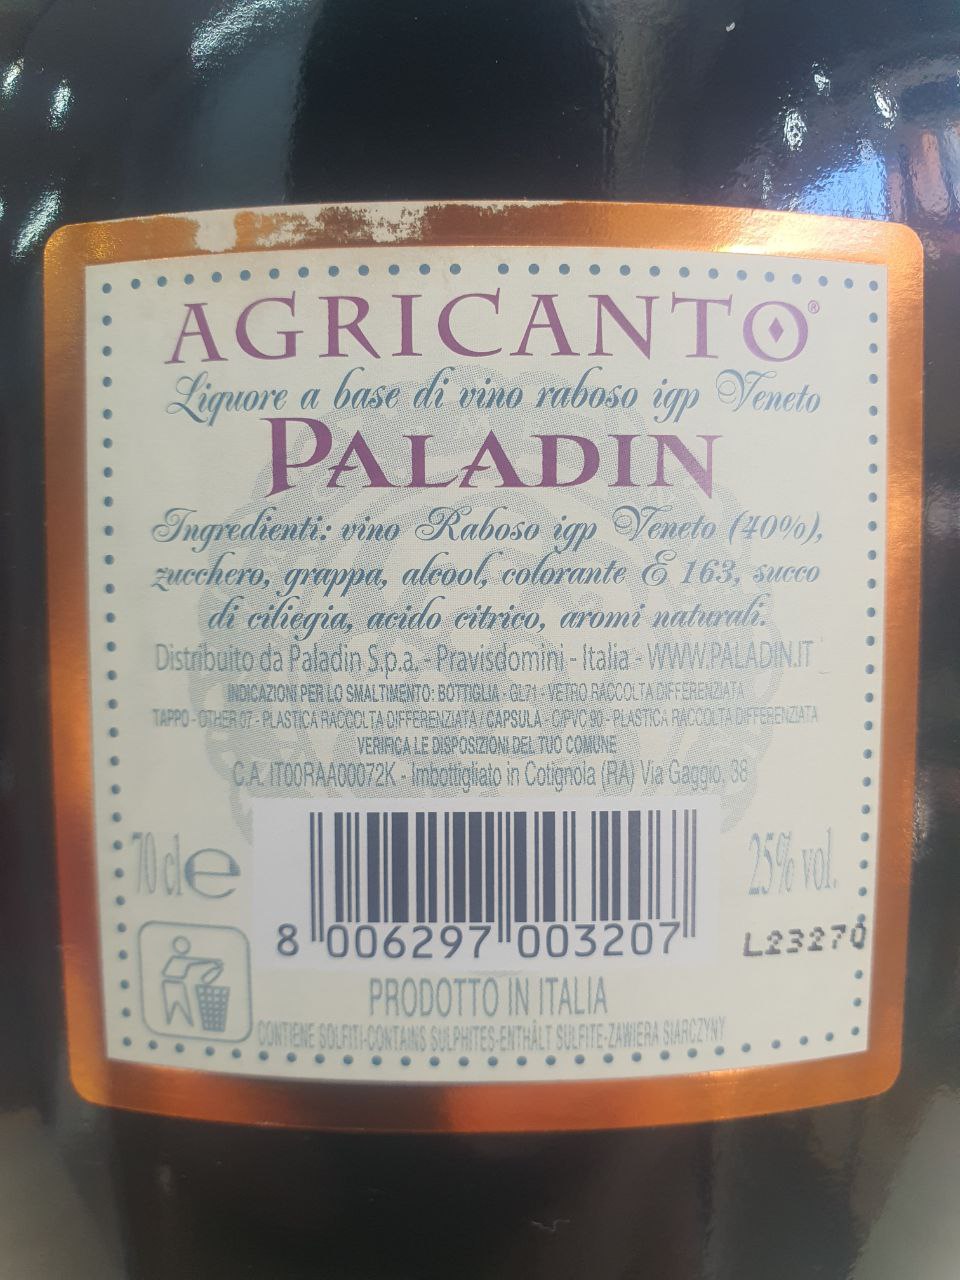 AGRICANTO®
Liquore a base di vino raboso igp Veneto
PALADIN
Ingredienti: vino Raboso igp Veneto (40%),
zucchero, grappa, alcool, colorante E 163, succo
di ciliegia, acido citrico, aromi naturali.
Distribuito da Paladin S.p.a. - Pravisdomini - Italia - WWW.PALADIN.IT
INDICAZIONI PER LO SMALTIMENTO: BOTTIGLIA - GL71 - VETRO RACCOLTA DIFFERENZIATA
TAPPO - OTHER 07 - PLASTICA RACCOLTA DIFFERENZIATA / CAPSULA - C/PVC 90 - PLASTICA RACCOLTA DIFFERENZIATA
VERIFICA LE DISPOSIZIONI DEL TUO COMUNE
C.A. IT00RAA00072K - Imbottigliato in Cotignola (RA) Via Gaggio, 38
70 cl e
25% vol.
8 006297 003207
L23270
PRODOTTO IN ITALIA
CONTIENE SOLFITI-CONTAINS SULPHITES-ENTHÄLT SULFITE-ZAWIERA SIARCZYNY